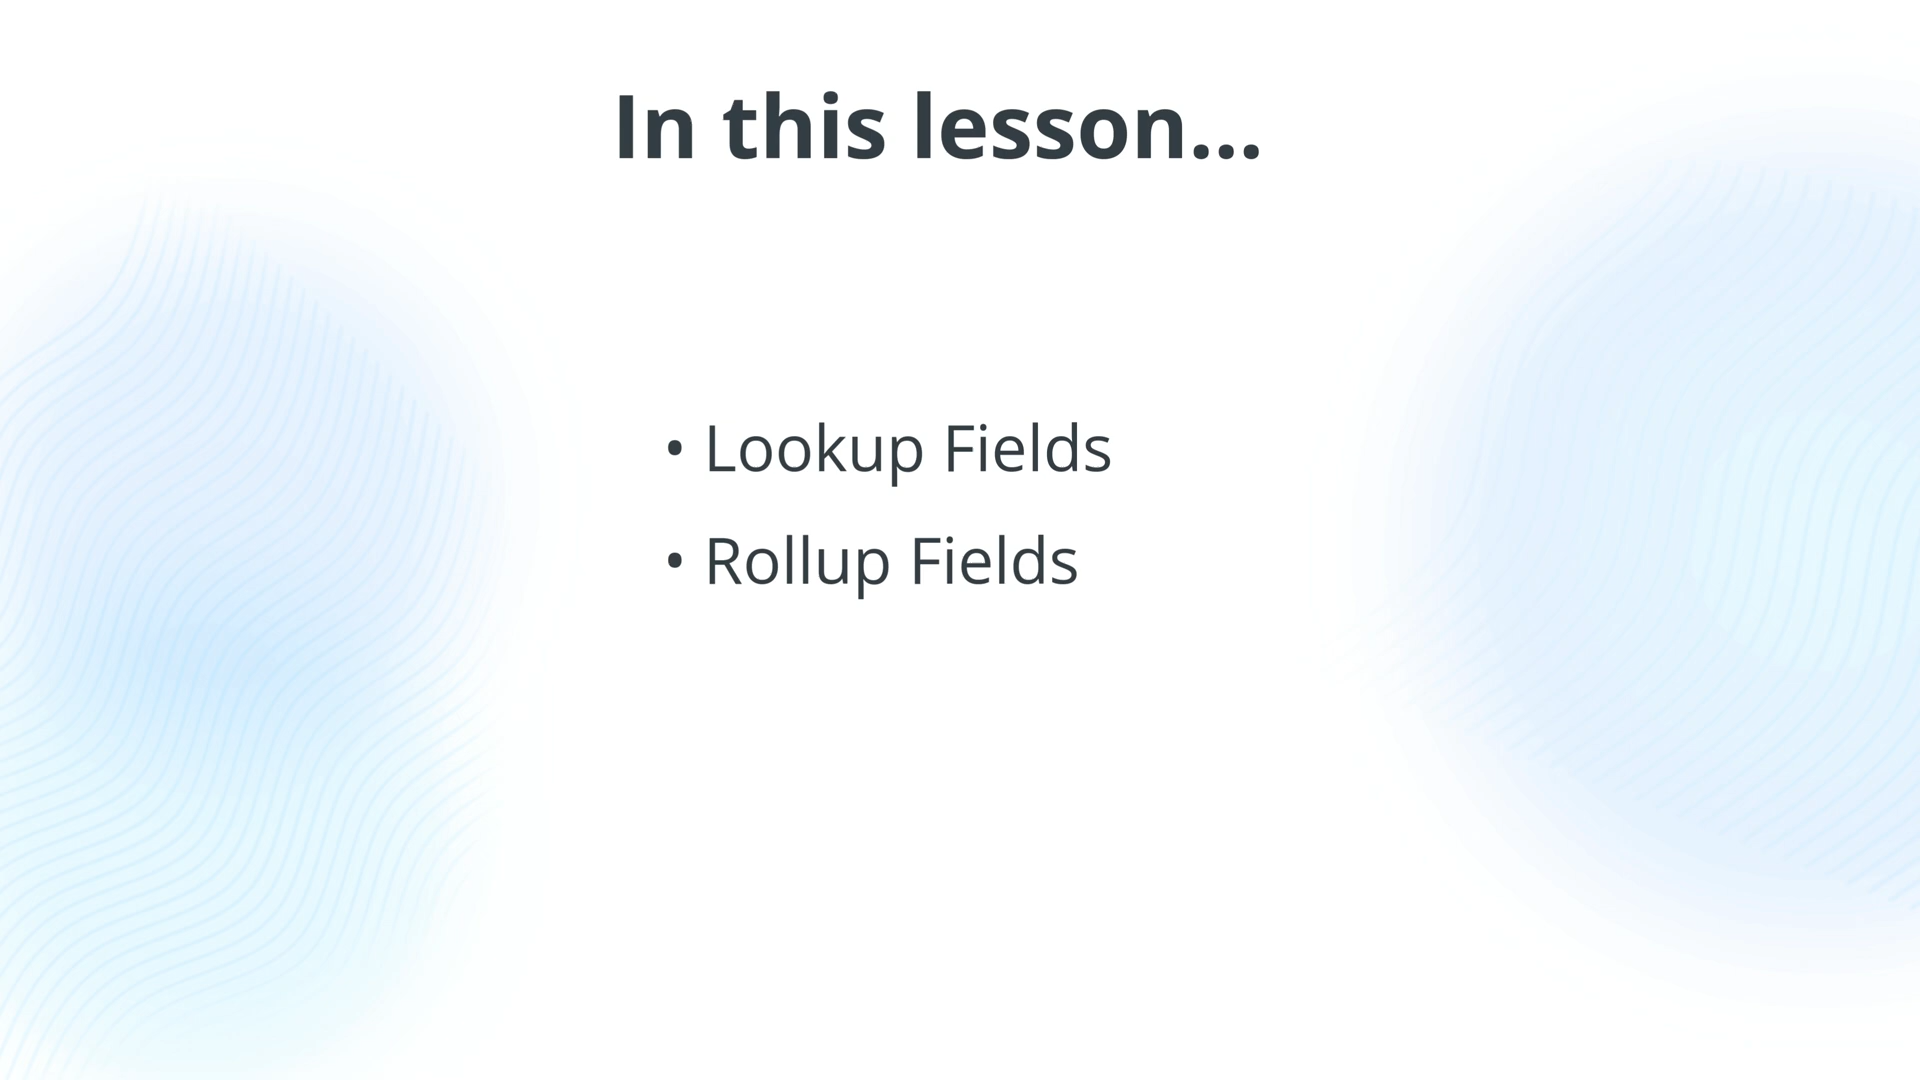 In this lesson...
• Lookup Fields
• Rollup Fields